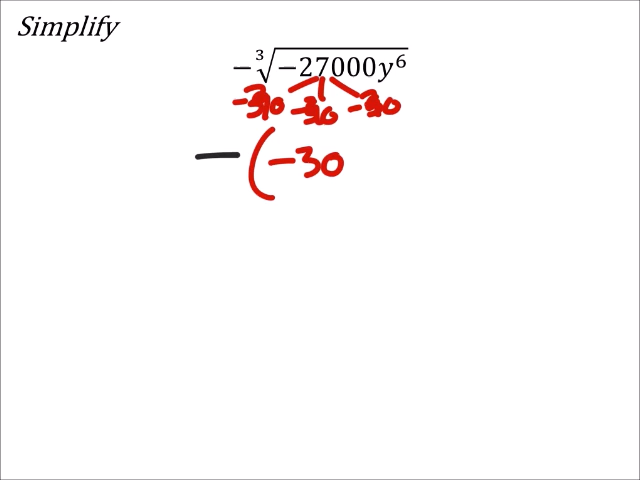 Simplify
−∛−27000y⁶
-30 -30 -30
− (-30